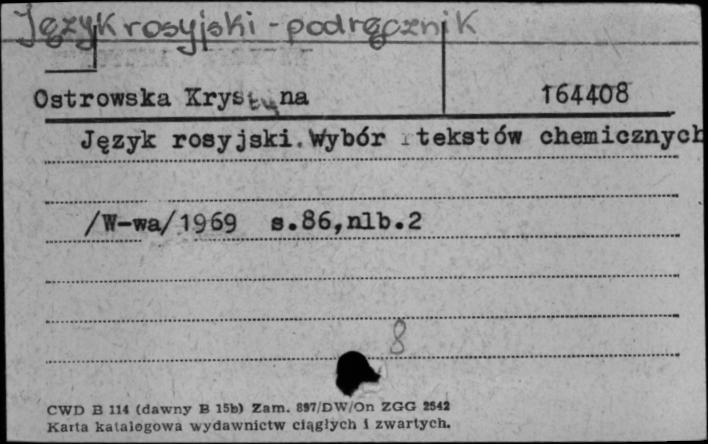 Język rosyjski - podręcznik
Ostrowska Krystyna 164408
Język rosyjski. Wybór tekstów chemicznych
/W-wa/ 1969 s.86,nlb.2
8
CWD B 114 (dawny B 15b) Zam. 897/DW/On ZGG 2542
Karta katalogowa wydawnictw ciągłych i zwartych.